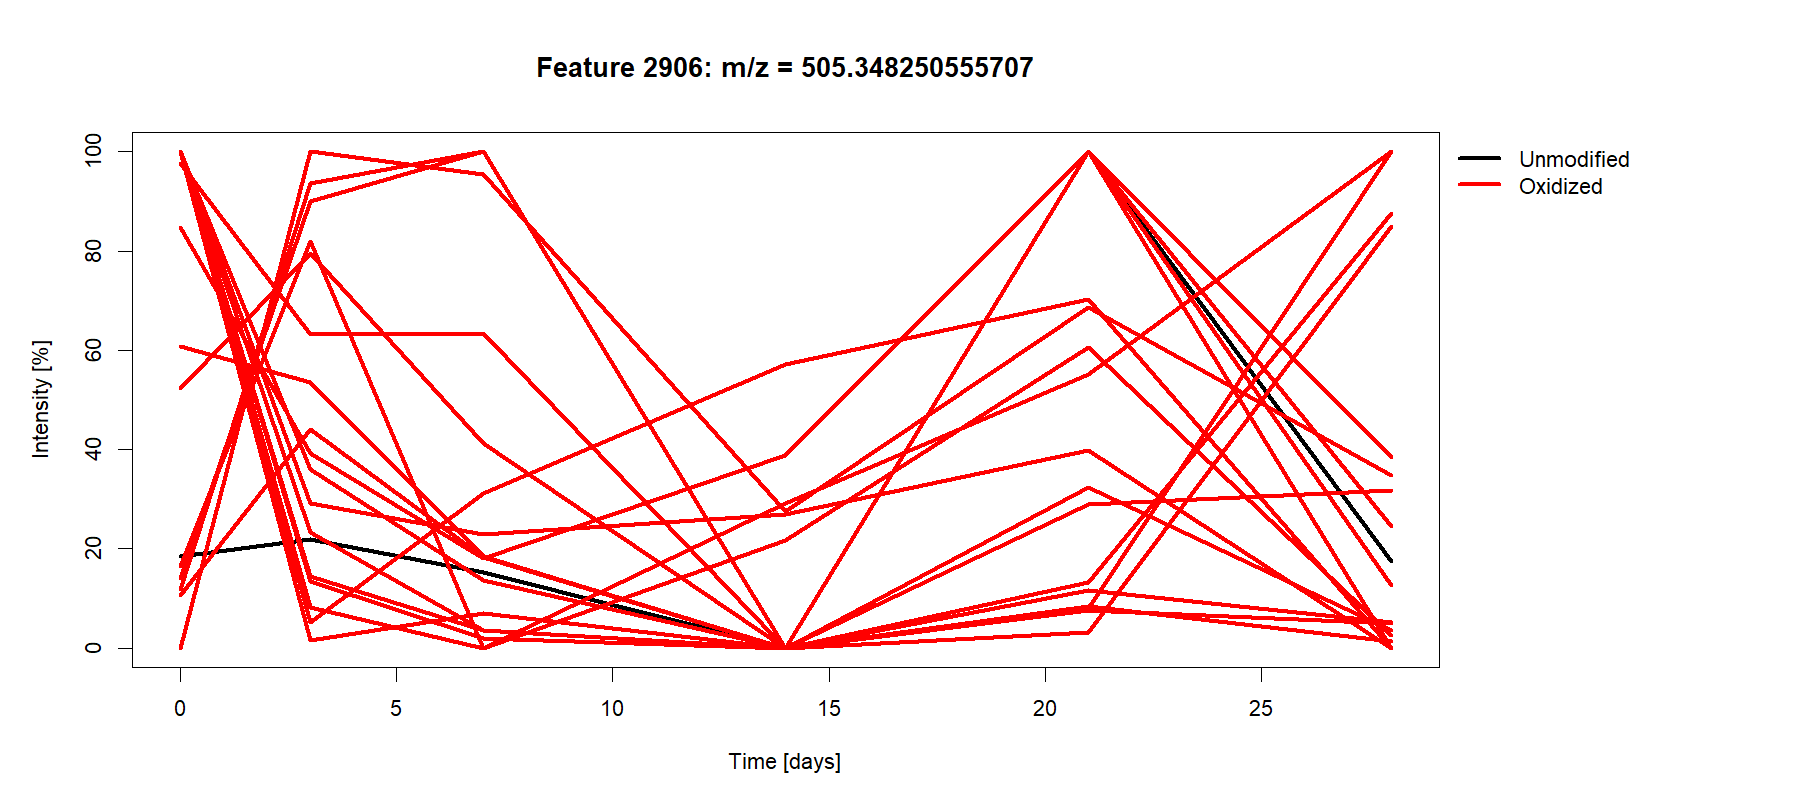 Feature 2906: m/z = 505.348250555707
Unmodified
Oxidized
Intensity [%]
100
80
60
40
20
0
0 5 10 15 20 25
Time [days]